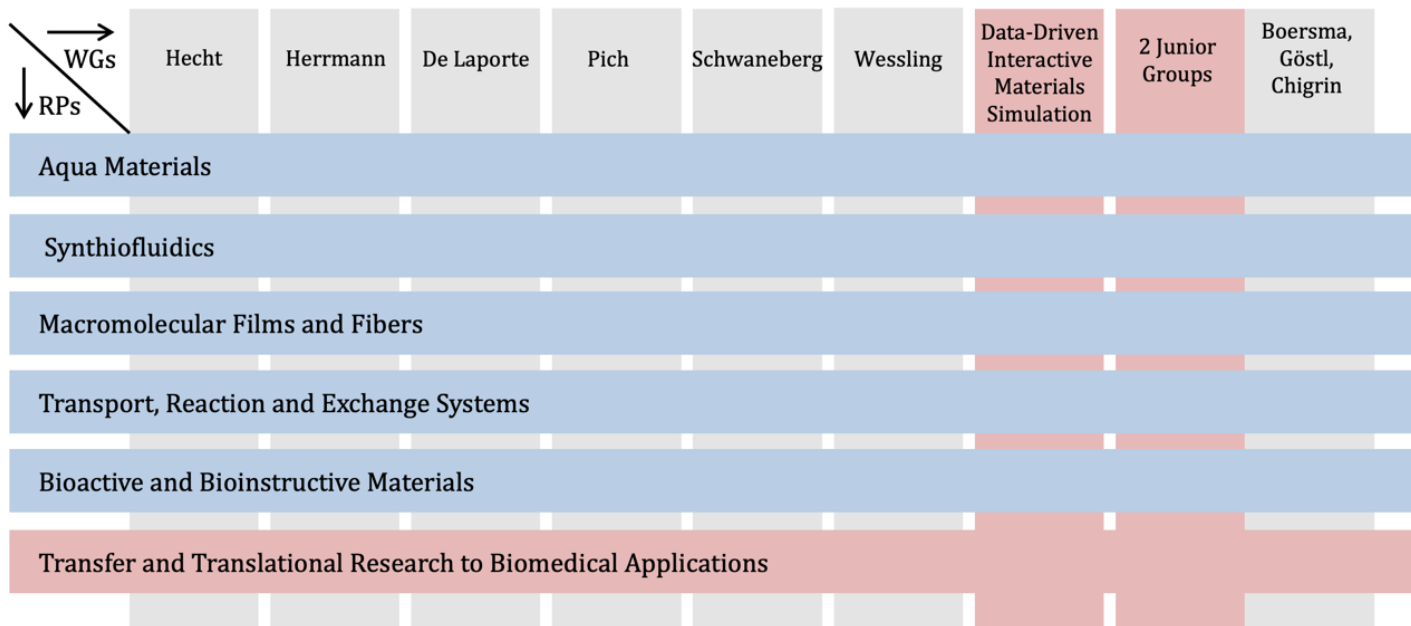 WGs
RPs
Hecht
Herrmann
De Laporte
Pich
Schwaneberg
Wessling
Data-Driven
Interactive
Materials
Simulation
2 Junior
Groups
Boersma,
Göstl,
Chigrin
Aqua Materials
Synthiofluidics
Macromolecular Films and Fibers
Transport, Reaction and Exchange Systems
Bioactive and Bioinstructive Materials
Transfer and Translational Research to Biomedical Applications